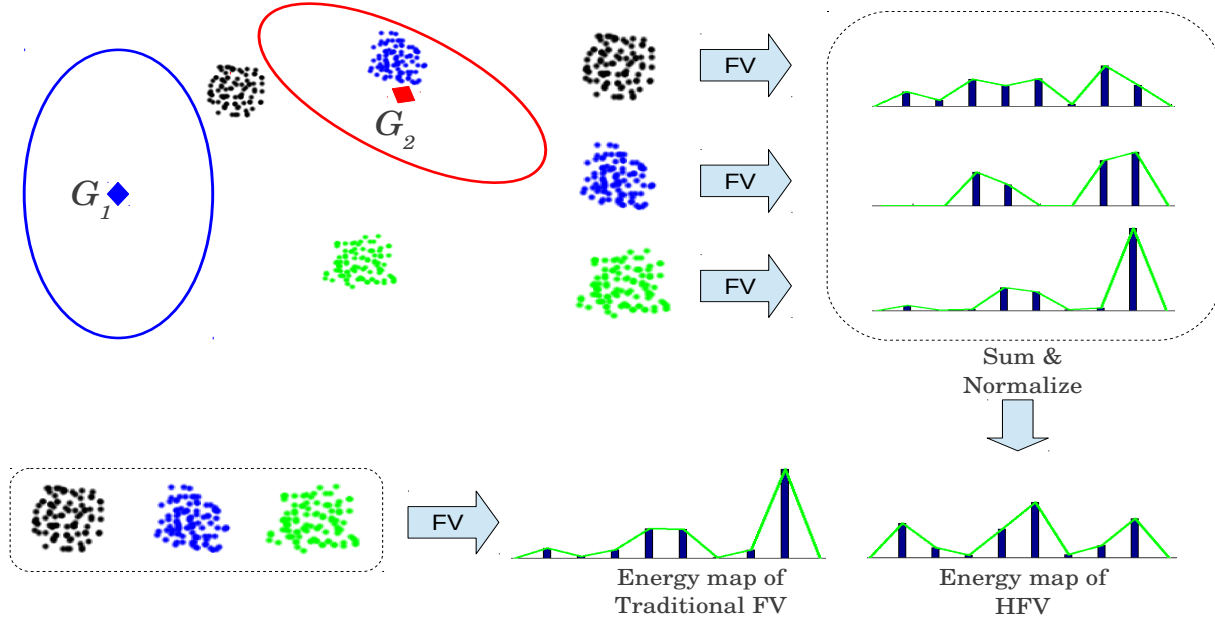 G1
G2
FV
FV
FV
Sum &
Normalize
FV
Energy map of
Traditional FV
Energy map of
HFV